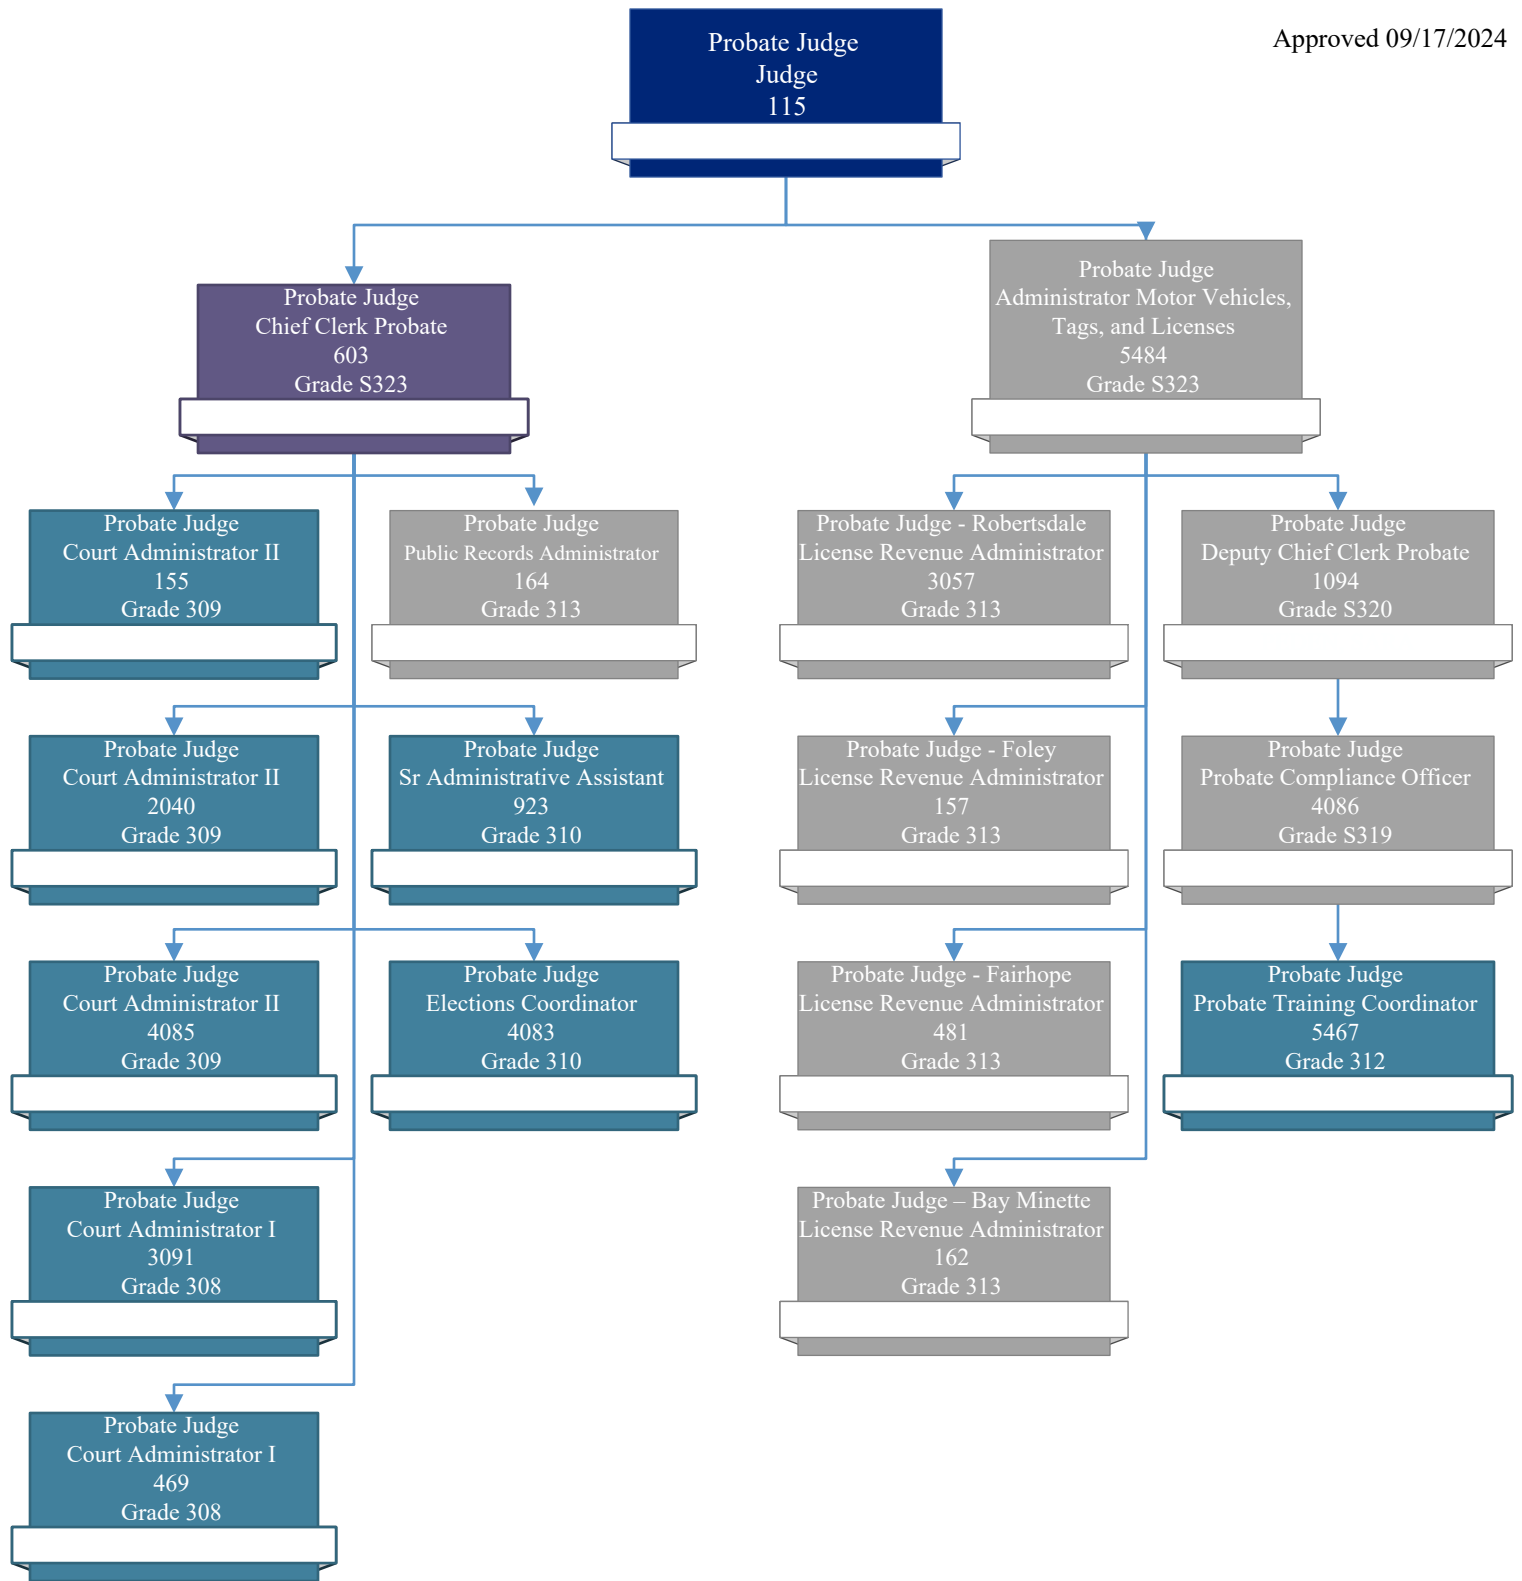 Approved 09/17/2024
Probate Judge
Judge
115
Probate Judge
Chief Clerk Probate
603
Grade S323
Probate Judge
Administrator Motor Vehicles,
Tags, and Licenses
5484
Grade S323
Probate Judge
Court Administrator II
155
Grade 309
Probate Judge
Public Records Administrator
164
Grade 313
Probate Judge - Robertsdale
License Revenue Administrator
3057
Grade 313
Probate Judge
Deputy Chief Clerk Probate
1094
Grade S320
Probate Judge
Court Administrator II
2040
Grade 309
Probate Judge
Sr Administrative Assistant
923
Grade 310
Probate Judge - Foley
License Revenue Administrator
157
Grade 313
Probate Judge
Probate Compliance Officer
4086
Grade S319
Probate Judge
Court Administrator II
4085
Grade 309
Probate Judge
Elections Coordinator
4083
Grade 310
Probate Judge - Fairhope
License Revenue Administrator
481
Grade 313
Probate Judge
Probate Training Coordinator
5467
Grade 312
Probate Judge
Court Administrator I
3091
Grade 308
Probate Judge – Bay Minette
License Revenue Administrator
162
Grade 313
Probate Judge
Court Administrator I
469
Grade 308